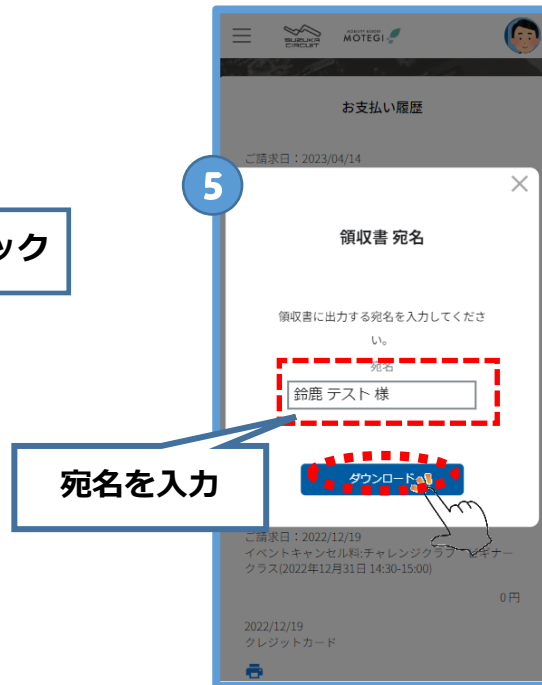 SUZUKA
CIRCUIT
MOBILITY RESORT
MOTEGI
お支払い履歴
ご請求日：2023/04/14
5
ック
領収書 宛名
領収書に出力する宛名を入力してくださ
い。
宛名
鈴鹿 テスト 様
宛名を入力
ダウンロード
ご請求日：2022/12/19
イベントキャンセル料:チャレンジクラブ ビギナー
クラス(2022年12月31日 14:30-15:00)
0 円
2022/12/19
クレジットカード